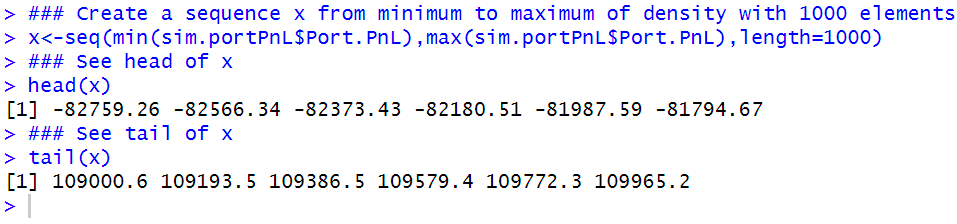 > ### Create a sequence x from minimum to maximum of density with 1000 elements
> x<-seq(min(sim.portPnL$Port.PnL),max(sim.portPnL$Port.PnL),length=1000)
> ### See head of x
> head(x)
[1] -82759.26 -82566.34 -82373.43 -82180.51 -81987.59 -81794.67
> ### See tail of x
> tail(x)
[1] 109000.6 109193.5 109386.5 109579.4 109772.3 109965.2
>